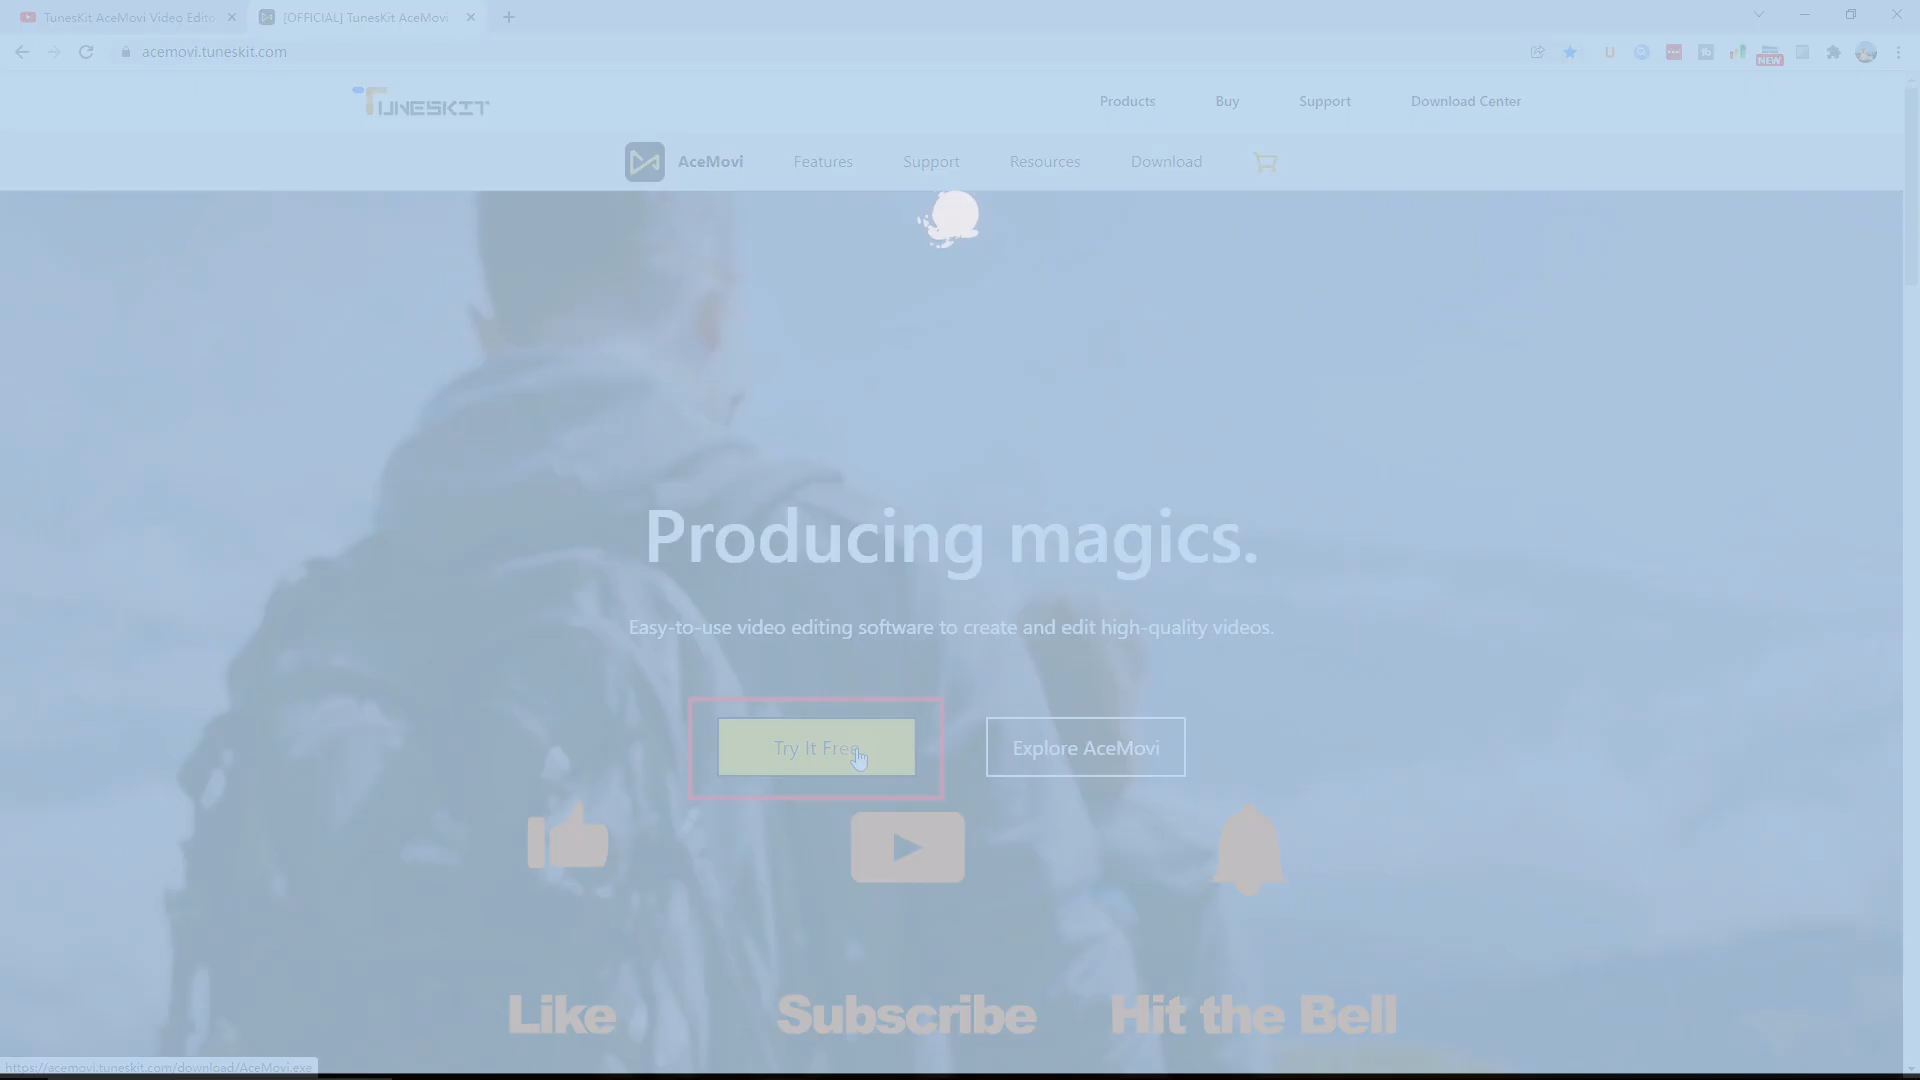 TunesKit AceMovi Video Edito
[OFFICIAL] TunesKit AceMovi
acemovi.tuneskit.com
NEW
TUNESKIT
Products
Buy
Support
Download Center
AceMovi
Features
Support
Resources
Download
Producing magics.
Easy-to-use video editing software to create and edit high-quality videos.
Try It Free
Explore AceMovi
Like
Subscribe
Hit the Bell
https://acemovi.tuneskit.com/download/AceMovi.exe